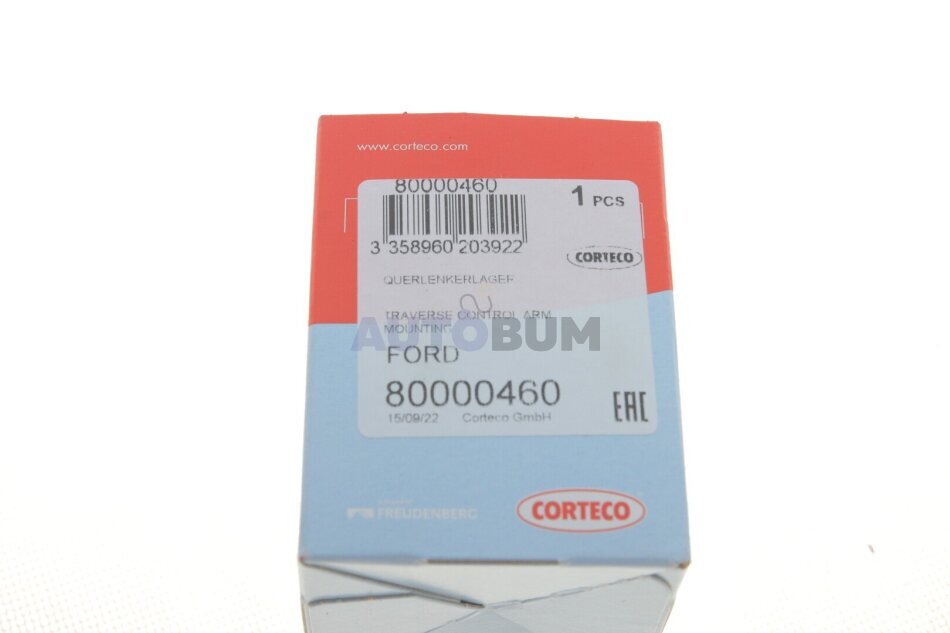 www.corteco.com
80000460
1 PCS
3 358960 203922
CORTECO
QUERLENKERLAGER
TRAVERSE CONTROL ARM
MOUNTING
AUTOBUM
FORD
80000460
EAC
15/09/22 Corteco GmbH
FREUDENBERG
CORTECO